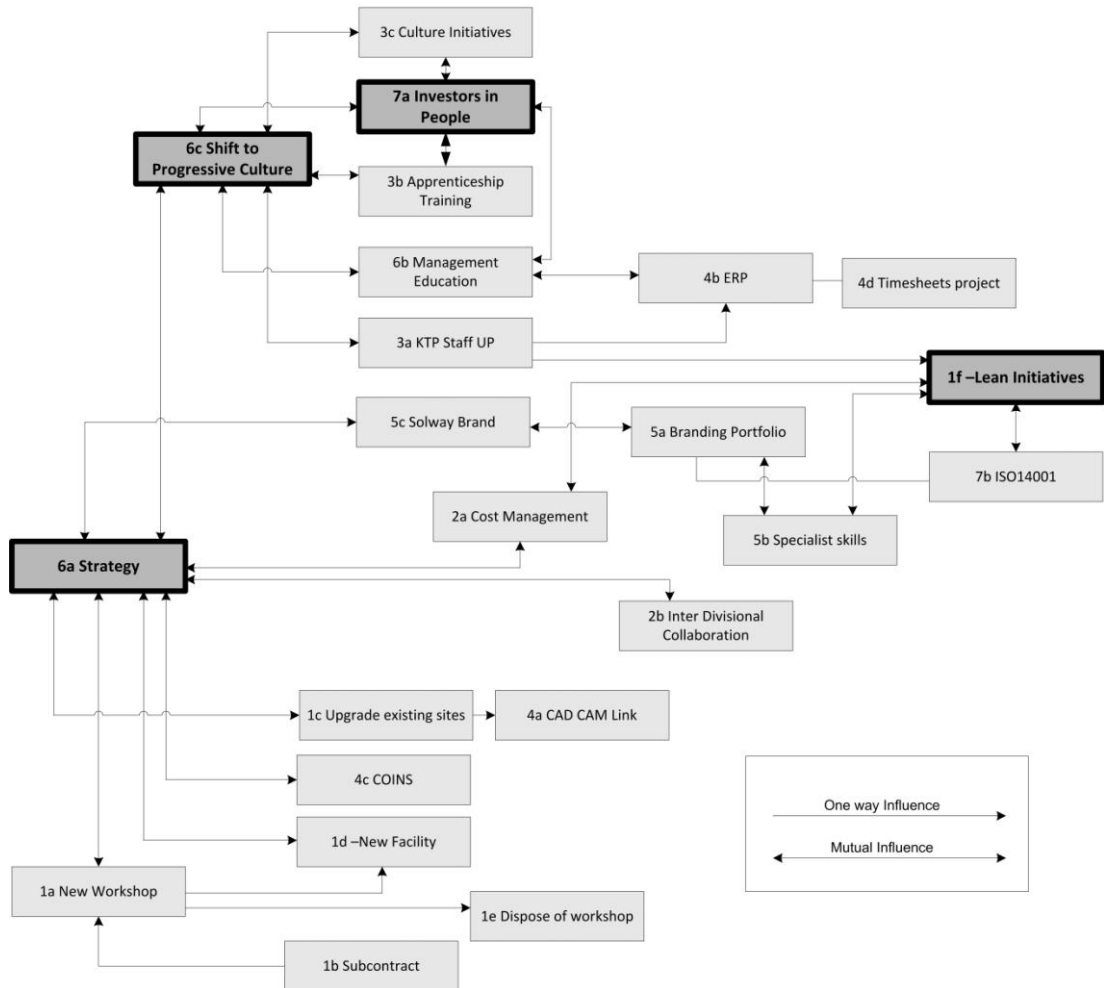 3c Culture Initiatives
7a Investors in
People
6c Shift to
Progressive Culture
3b Apprenticeship
Training
6b Management
Education
4b ERP
4d Timesheets project
3a KTP Staff UP
1f –Lean Initiatives
5c Solway Brand
5a Branding Portfolio
7b ISO14001
2a Cost Management
5b Specialist skills
6a Strategy
2b Inter Divisional
Collaboration
1c Upgrade existing sites
4a CAD CAM Link
4c COINS
One way Influence
1d –New Facility
Mutual Influence
1a New Workshop
1e Dispose of workshop
1b Subcontract